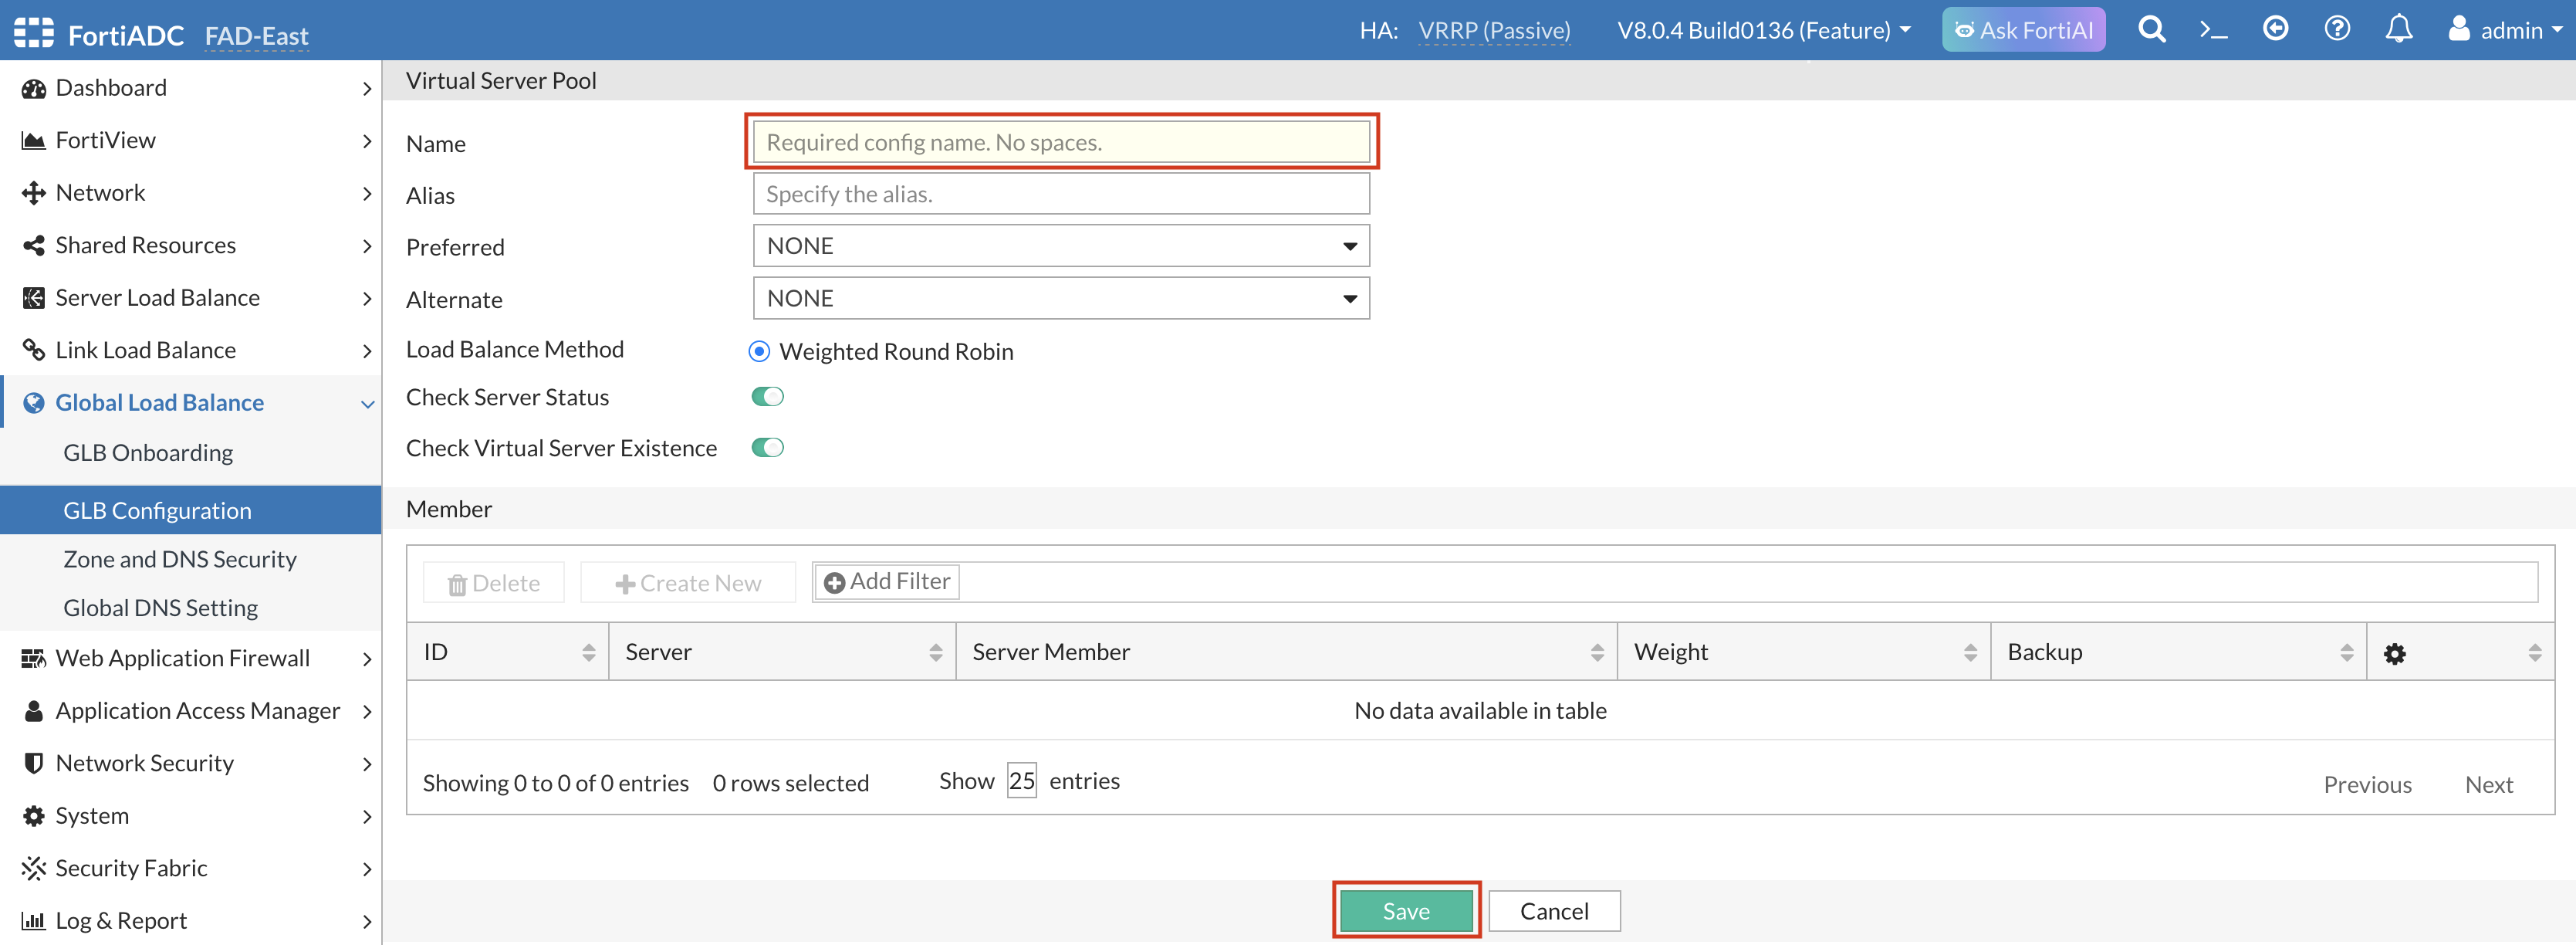 FortiADC FAD-East HA: VRRP (Passive) V8.0.4 Build0136 (Feature) Ask FortiAI admin
Dashboard
FortiView
Network
Shared Resources
Server Load Balance
Link Load Balance
Global Load Balance
GLB Onboarding
GLB Configuration
Zone and DNS Security
Global DNS Setting
Web Application Firewall
Application Access Manager
Network Security
System
Security Fabric
Log & Report
Virtual Server Pool
Name Required config name. No spaces.
Alias Specify the alias.
Preferred NONE
Alternate NONE
Load Balance Method Weighted Round Robin
Check Server Status
Check Virtual Server Existence
Member
Delete Create New Add Filter
ID Server Server Member Weight Backup
No data available in table
Showing 0 to 0 of 0 entries 0 rows selected Show 25 entries Previous Next
Save Cancel